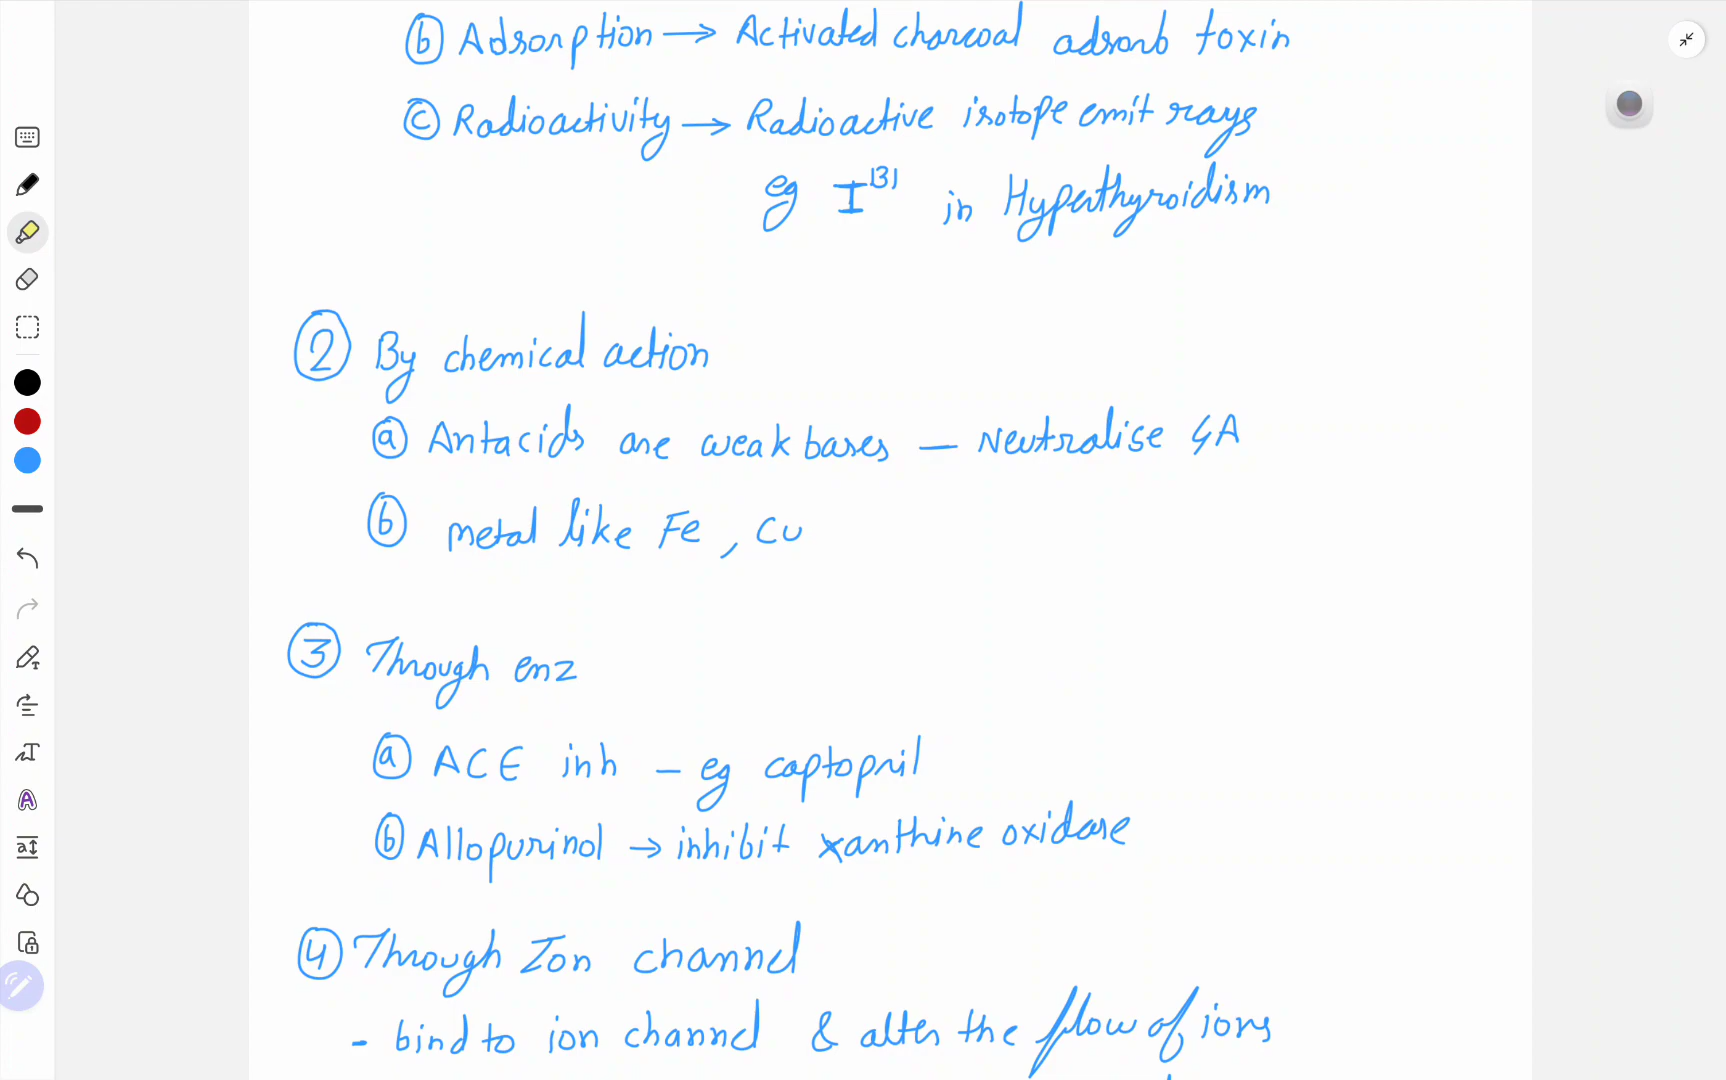 ⓑ Adsorption → Activated charcoal adsorb toxin
ⓒ Radioactivity → Radioactive isotope emit rays
eg I¹³¹ in Hyperthyroidism
② By chemical action
ⓐ Antacids are weak bases — Neutralise GA
ⓑ metal like Fe, Cu
③ Through enz
ⓐ ACE inh - eg captopril
ⓑ Allopurinol → inhibit xanthine oxidase
④ Through Ion channel
- bind to ion channel & alter the flow of ions